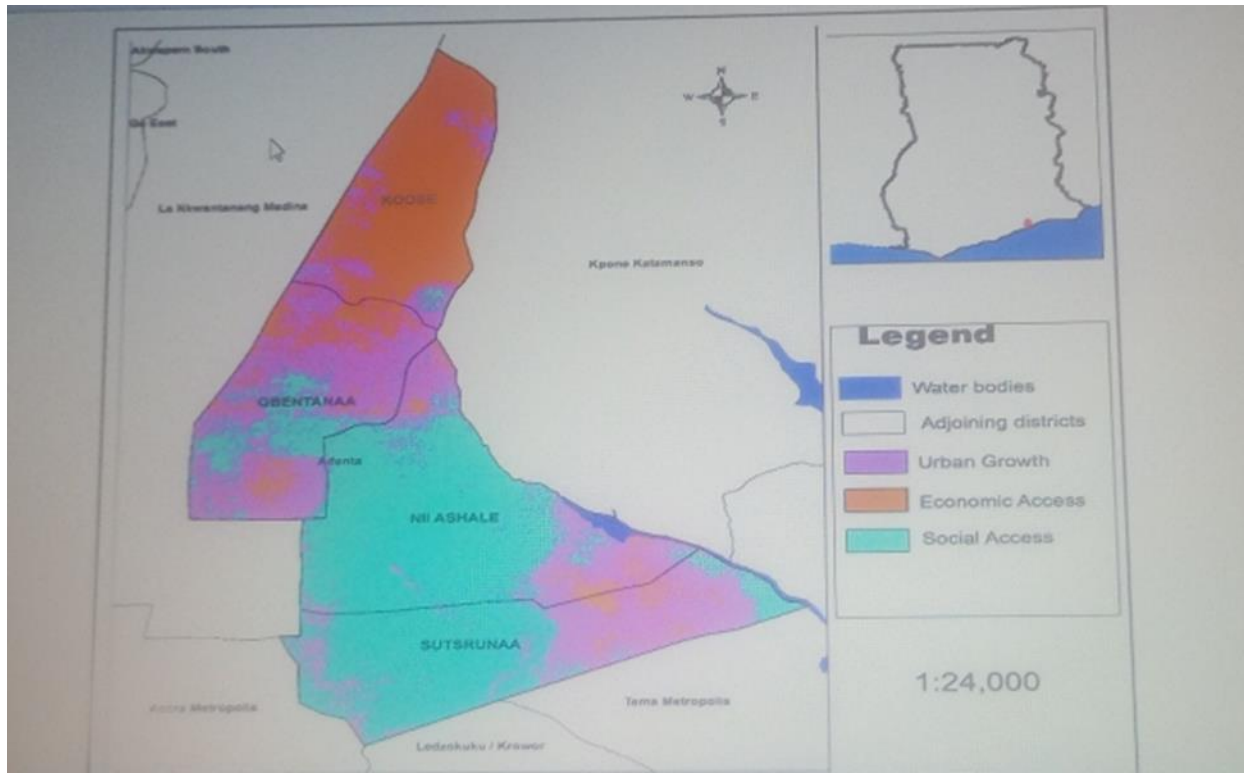 Akwapem South
N
W E
S
Ga East
KOOSE
La Nkwantanang Medina
Kpone Katamanso
GBENTANAA
Adenta
NII ASHALE
SUTSRUNAA
Accra Metropolis
Tema Metropolis
Ledzokuku / Krowor
Legend
Water bodies
Adjoining districts
Urban Growth
Economic Access
Social Access
1:24,000